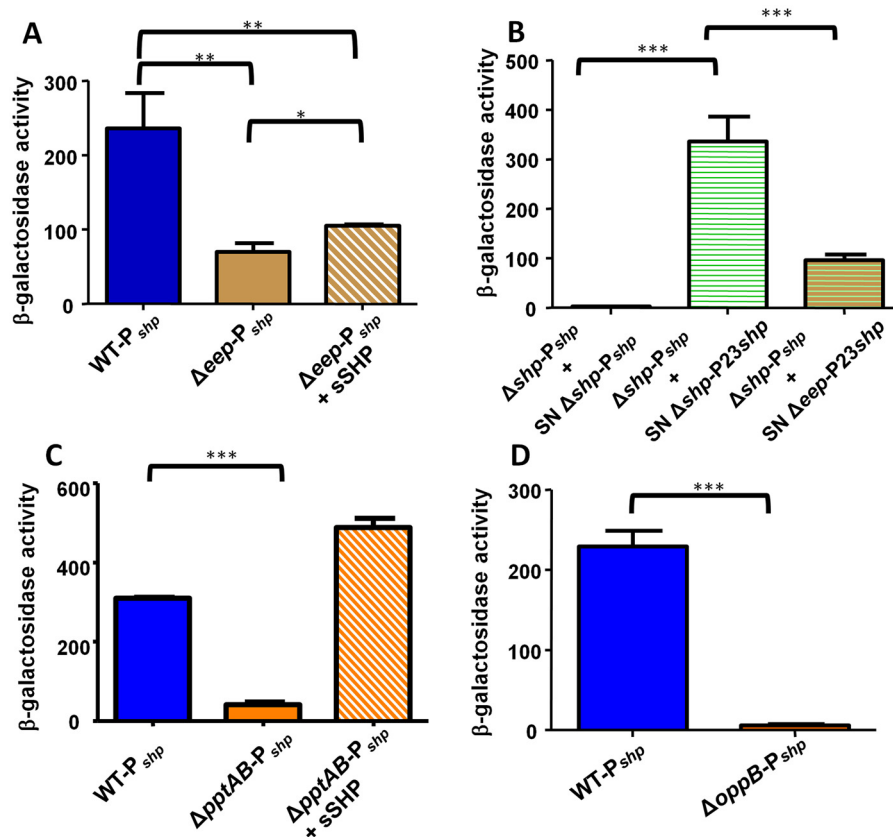 A
**
**
*
β-galactosidase activity
300
200
100
0
WT-P shp
Δeep-P shp
Δeep-P shp
+ sSHP
B
***
***
β-galactosidase activity
500
400
300
200
100
0
Δshp-Pshp
+
SN Δshp-Pshp
Δshp-Pshp
+
SN Δshp-P23shp
Δshp-Pshp
+
SN Δeep-P23shp
C
***
β-galactosidase activity
600
400
200
0
WT-P shp
ΔpptAB-P shp
ΔpptAB-P shp
+ sSHP
D
***
β-galactosidase activity
300
200
100
0
WT-Pshp
ΔoppB-Pshp